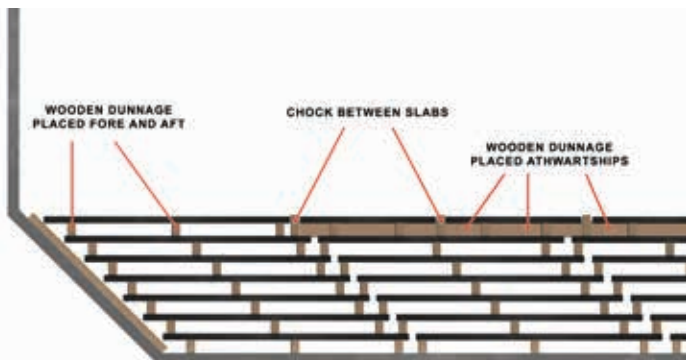 WOODEN DUNNAGE
PLACED FORE AND AFT
CHOCK BETWEEN SLABS
WOODEN DUNNAGE
PLACED ATHWARTSHIPS